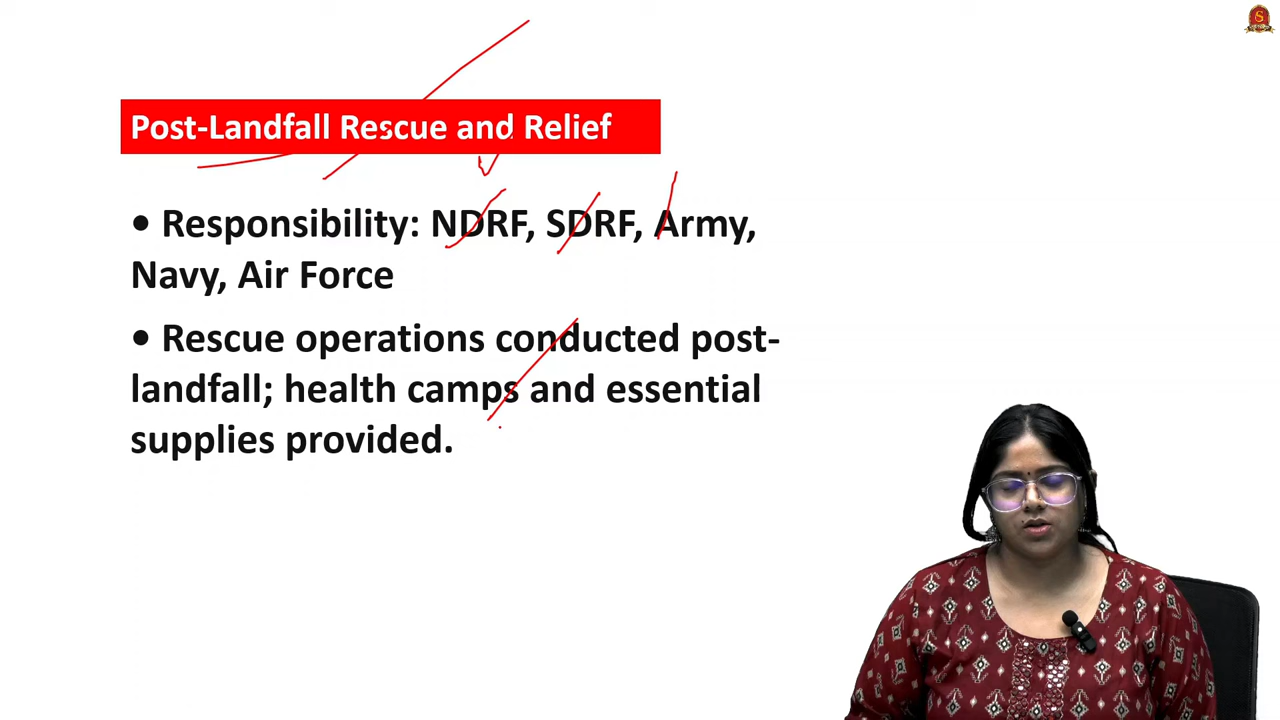 Post-Landfall Rescue and Relief
• Responsibility: NDRF, SDRF, Army,
Navy, Air Force
• Rescue operations conducted post-
landfall; health camps and essential
supplies provided.